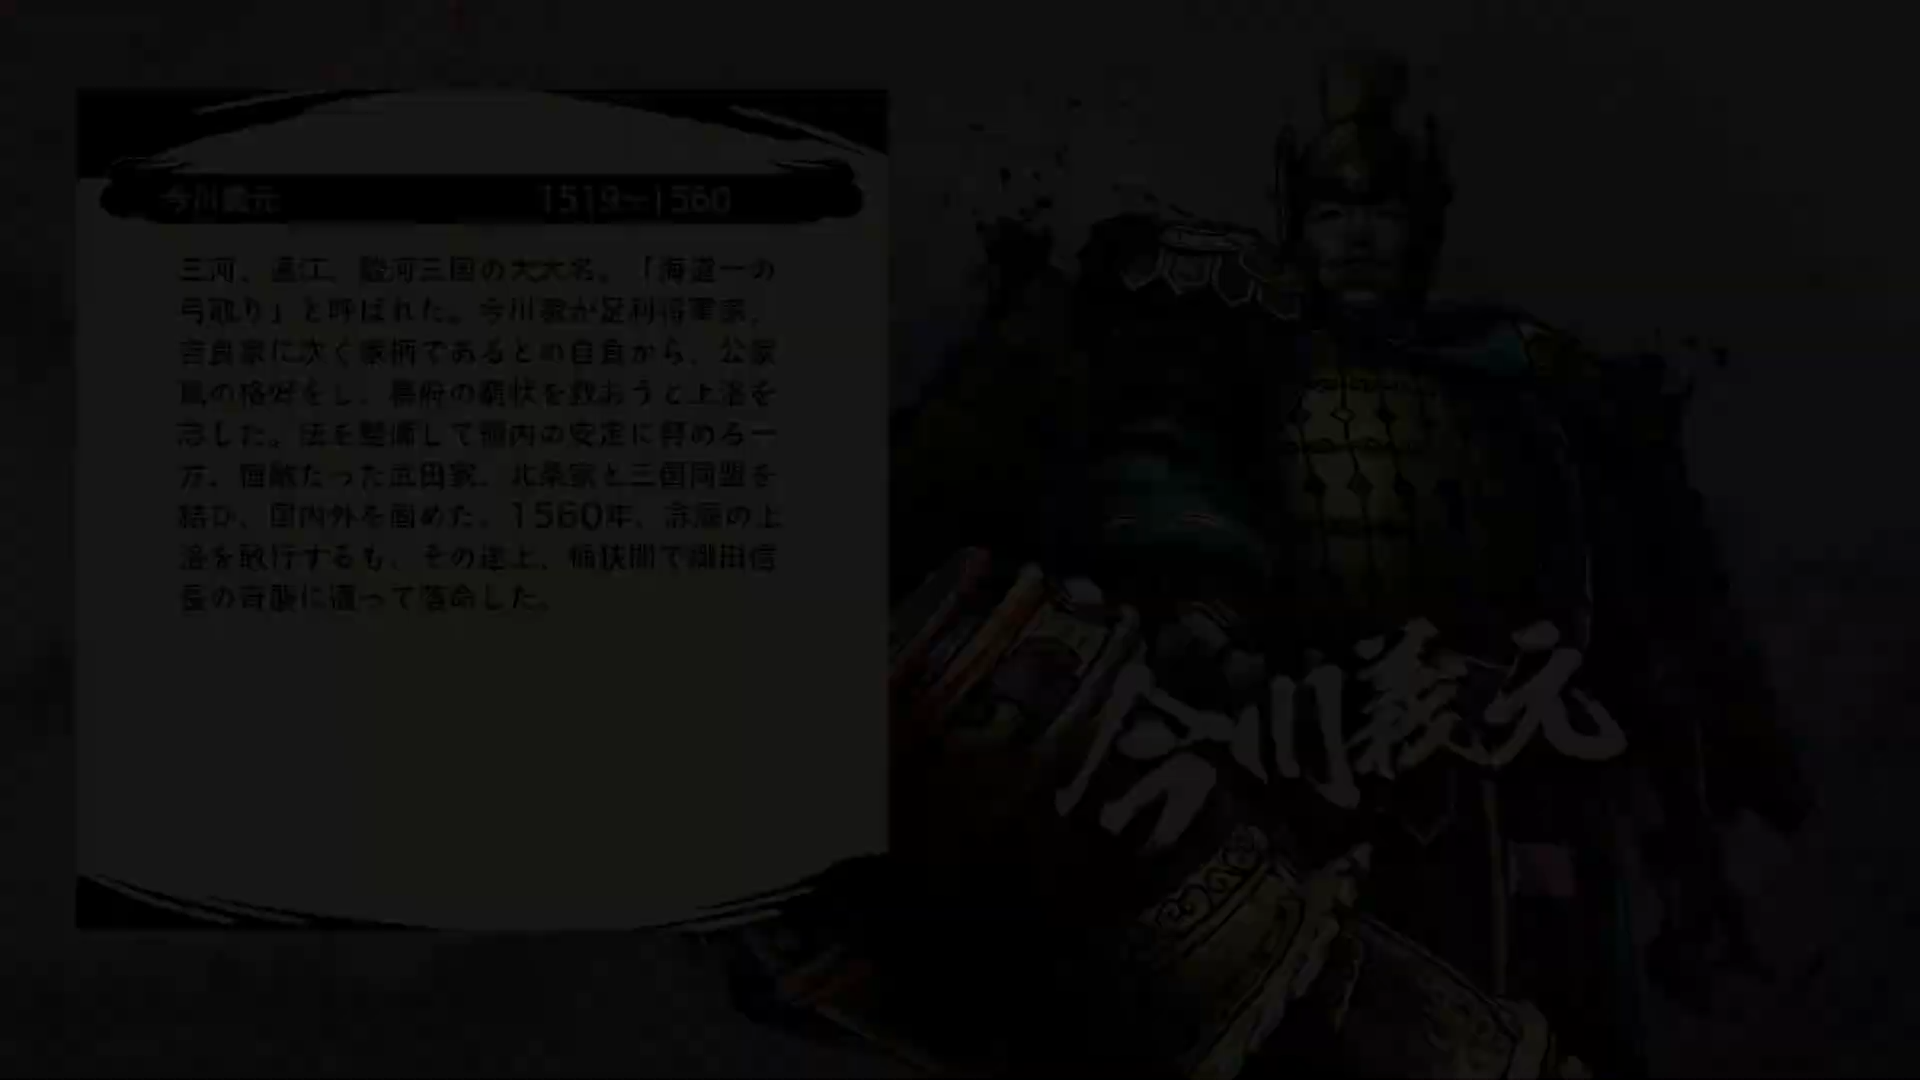 今川義元 1519〜1560
三河、遠江、駿河三国の大大名。「海道一の
弓取り」と呼ばれた。今川家が足利将軍家、
吉良家に次ぐ家柄であるとの自負から、公家
風の格好をし、幕府の窮状を救おうと上洛を
志した。法を整備して領内の安定に努める一
方、宿敵だった武田家、北条家と三国同盟を
結び、国内外を固めた。1560年、念願の上
洛を敢行するも、その途上、桶狭間で織田信
長の奇襲に遭って落命した。
今川義元